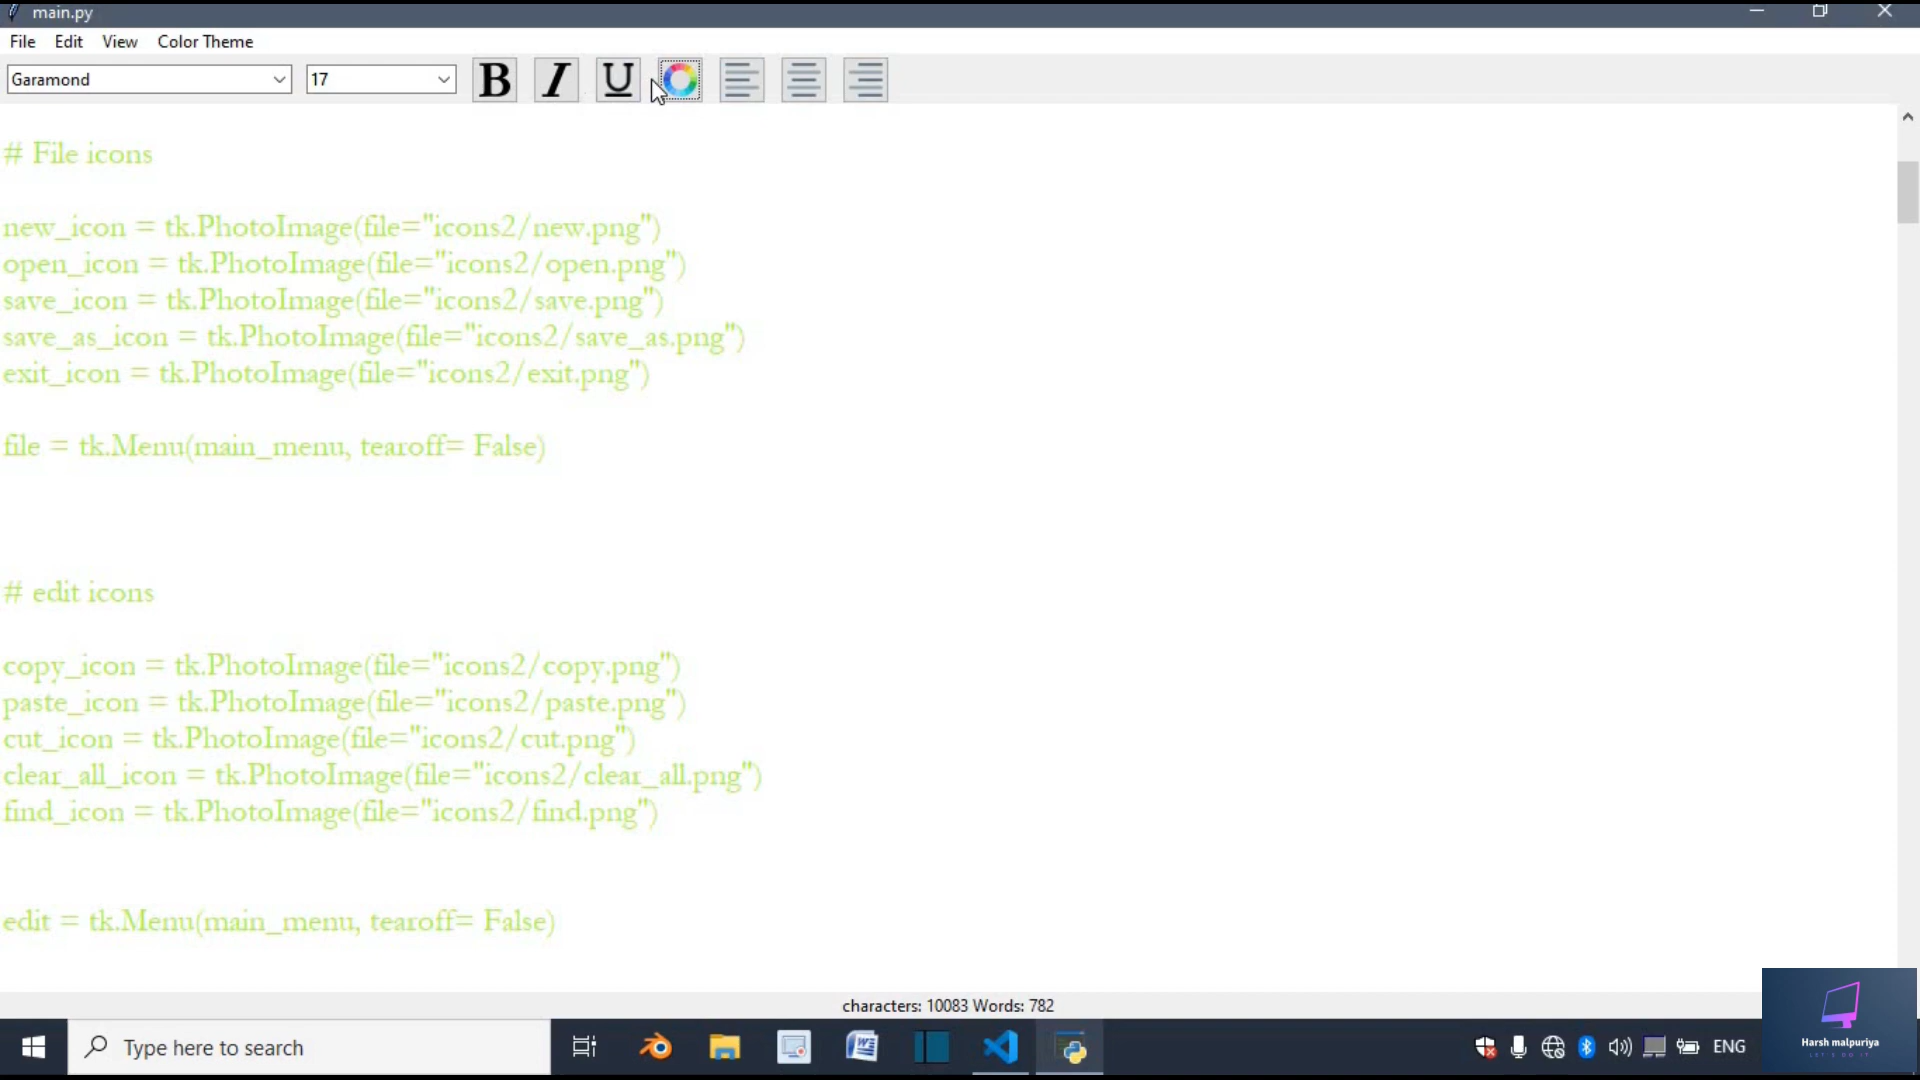 main.py
File Edit View Color Theme
Garamond 17 B I U
# File icons
new_icon = tk.PhotoImage(file="icons2/new.png")
open_icon = tk.PhotoImage(file="icons2/open.png")
save_icon = tk.PhotoImage(file="icons2/save.png")
save_as_icon = tk.PhotoImage(file="icons2/save_as.png")
exit_icon = tk.PhotoImage(file="icons2/exit.png")
file = tk.Menu(main_menu, tearoff= False)
# edit icons
copy_icon = tk.PhotoImage(file="icons2/copy.png")
paste_icon = tk.PhotoImage(file="icons2/paste.png")
cut_icon = tk.PhotoImage(file="icons2/cut.png")
clear_all_icon = tk.PhotoImage(file="icons2/clear_all.png")
find_icon = tk.PhotoImage(file="icons2/find.png")
edit = tk.Menu(main_menu, tearoff= False)
characters: 10083 Words: 782
Type here to search
ENG
Harsh malpuriya
LET'S DO IT